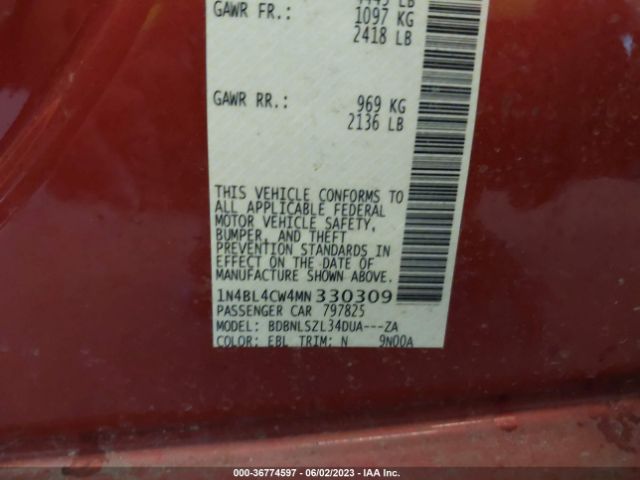 GAWR FR.: 1097 KG
2418 LB
GAWR RR.: 969 KG
2136 LB
THIS VEHICLE CONFORMS TO
ALL APPLICABLE FEDERAL
MOTOR VEHICLE SAFETY,
BUMPER, AND THEFT
PREVENTION STANDARDS IN
EFFECT ON THE DATE OF
MANUFACTURE SHOWN ABOVE.
1N4BL4CW4MN330309
PASSENGER CAR 797825
MODEL: BDBNLSZL34DUA---ZA
COLOR: EBL TRIM: N 9N00A
000-36774597 - 06/02/2023 - IAA Inc.